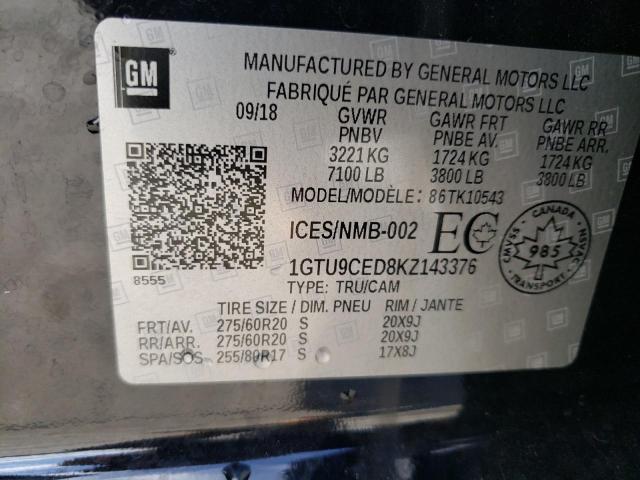 GM
MANUFACTURED BY GENERAL MOTORS LLC
FABRIQUÉ PAR GENERAL MOTORS LLC
09/18 GVWR GAWR FRT GAWR RR
PNBV PNBE AV. PNBE ARR.
3221 KG 1724 KG 1724 KG
7100 LB 3800 LB 3800 LB
MODEL/MODÈLE: 86TK10543
ICES/NMB-002 EC
CANADA
CMVSS 985 NSVAC
1GTU9CED8KZ143376
8555 TYPE: TRU/CAM
TIRE SIZE / DIM. PNEU RIM / JANTE
FRT/AV. 275/60R20 S 20X9J
RR/ARR. 275/60R20 S 20X9J
SPA/SOS 255/80R17 S 17X8J